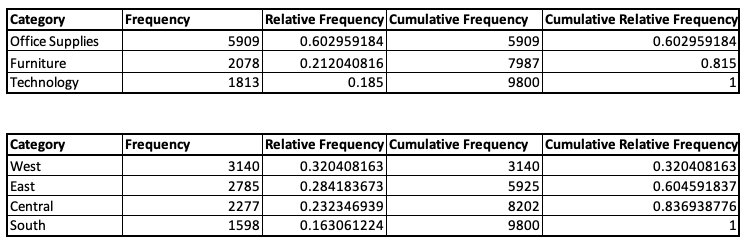 Category Frequency Relative Frequency Cumulative Frequency Cumulative Relative Frequency
Office Supplies 5909 0.602959184 5909 0.602959184
Furniture 2078 0.212040816 7987 0.815
Technology 1813 0.185 9800 1
Category Frequency Relative Frequency Cumulative Frequency Cumulative Relative Frequency
West 3140 0.320408163 3140 0.320408163
East 2785 0.284183673 5925 0.604591837
Central 2277 0.232346939 8202 0.836938776
South 1598 0.163061224 9800 1